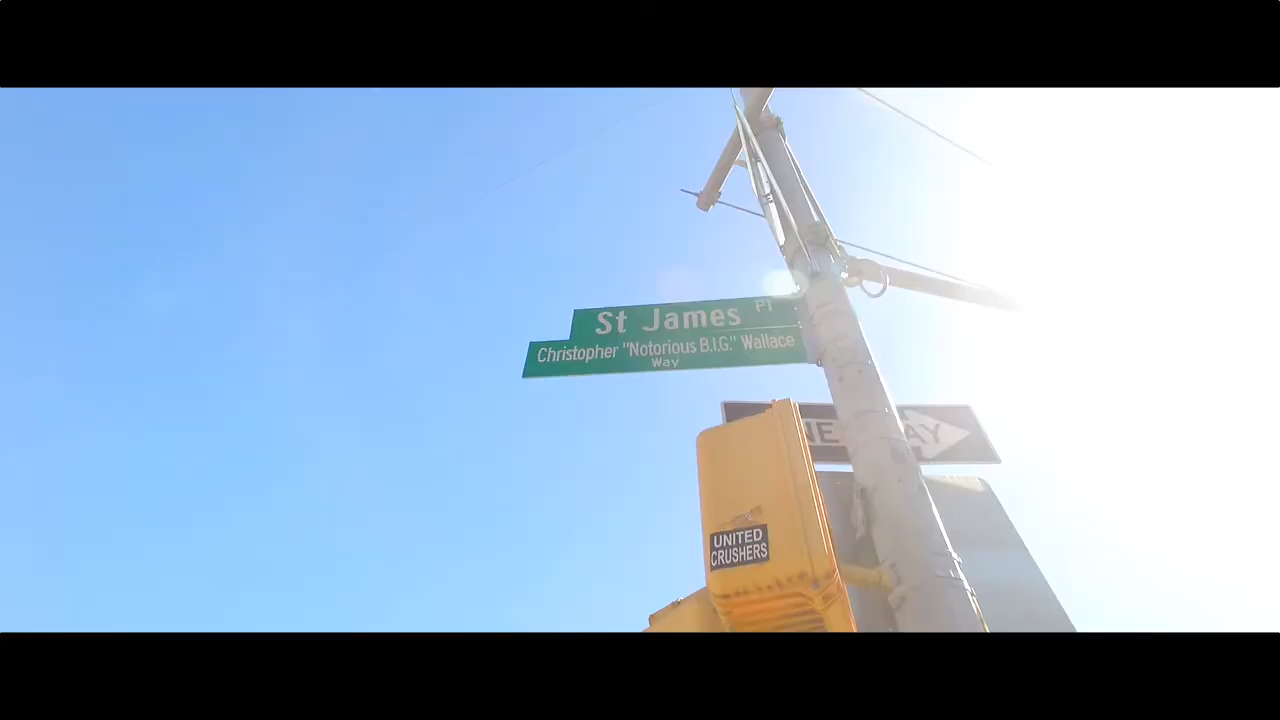 St James Pl
Christopher "Notorious B.I.G." Wallace
Way
UNITED
CRUSHERS